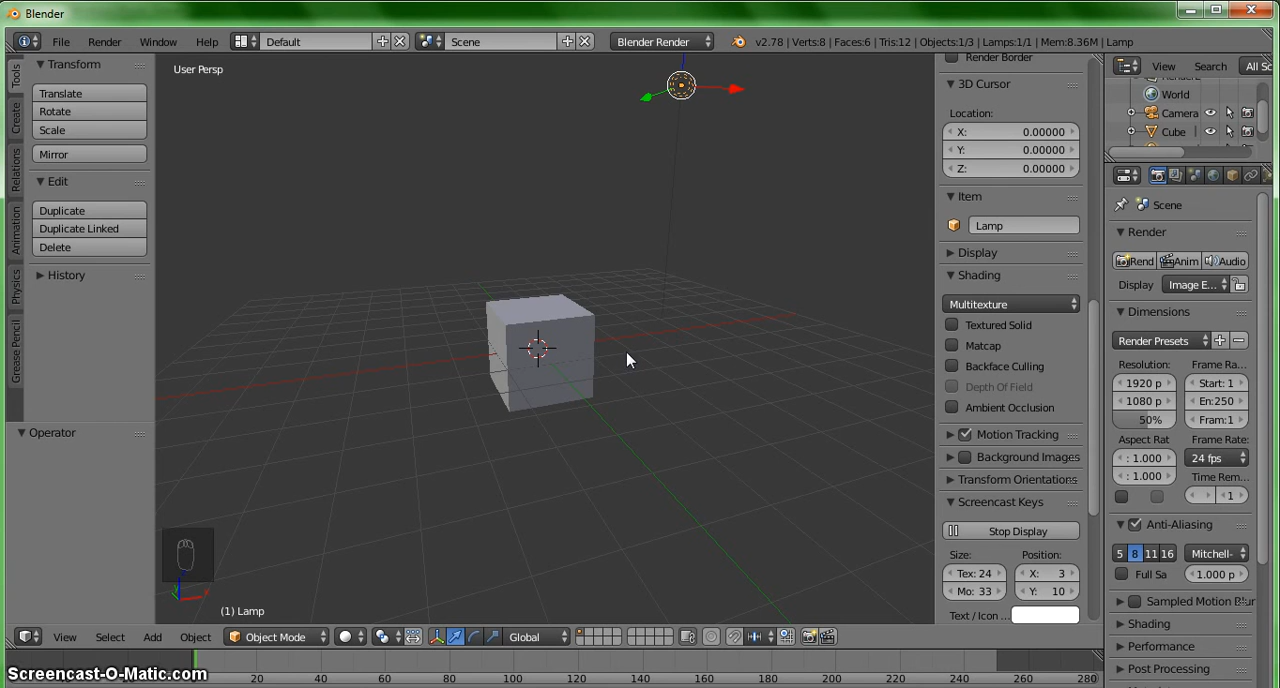 Blender
File Render Window Help Default Scene Blender Render v2.78 | Verts:8 | Faces:6 | Tris:12 | Objects:1/3 | Lamps:1/1 | Mem:8.36M | Lamp
Tools
Create
Relations
Animation
Physics
Grease Pencil
Transform
Translate
Rotate
Scale
Mirror
Edit
Duplicate
Duplicate Linked
Delete
History
Operator
User Persp
(1) Lamp
Render Border
3D Cursor
Location:
X: 0.00000
Y: 0.00000
Z: 0.00000
Item
Lamp
Display
Shading
Multitexture
Textured Solid
Matcap
Backface Culling
Depth Of Field
Ambient Occlusion
Motion Tracking
Background Images
Transform Orientations
Screencast Keys
Stop Display
Size: Position:
Tex: 24 X: 3
Mo: 33 Y: 10
Text / Icon ...
View Search All Sc
World
Camera
Cube
Scene
Render
Rend Anim Audio
Display Image E...
Dimensions
Render Presets
Resolution: Frame Ra...
1920 p Start: 1
1080 p En:250
50% Fram:1
Aspect Rat Frame Rate:
: 1.000 24 fps
: 1.000 Time Rem...
1
Anti-Aliasing
5 8 11 16 Mitchell-
Full Sa 1.000 p
Sampled Motion Blur
Shading
Performance
Post Processing
View Select Add Object Object Mode Global
20 40 60 80 100 120 140 160 180 200 220 240 260 280
Screencast-O-Matic.com